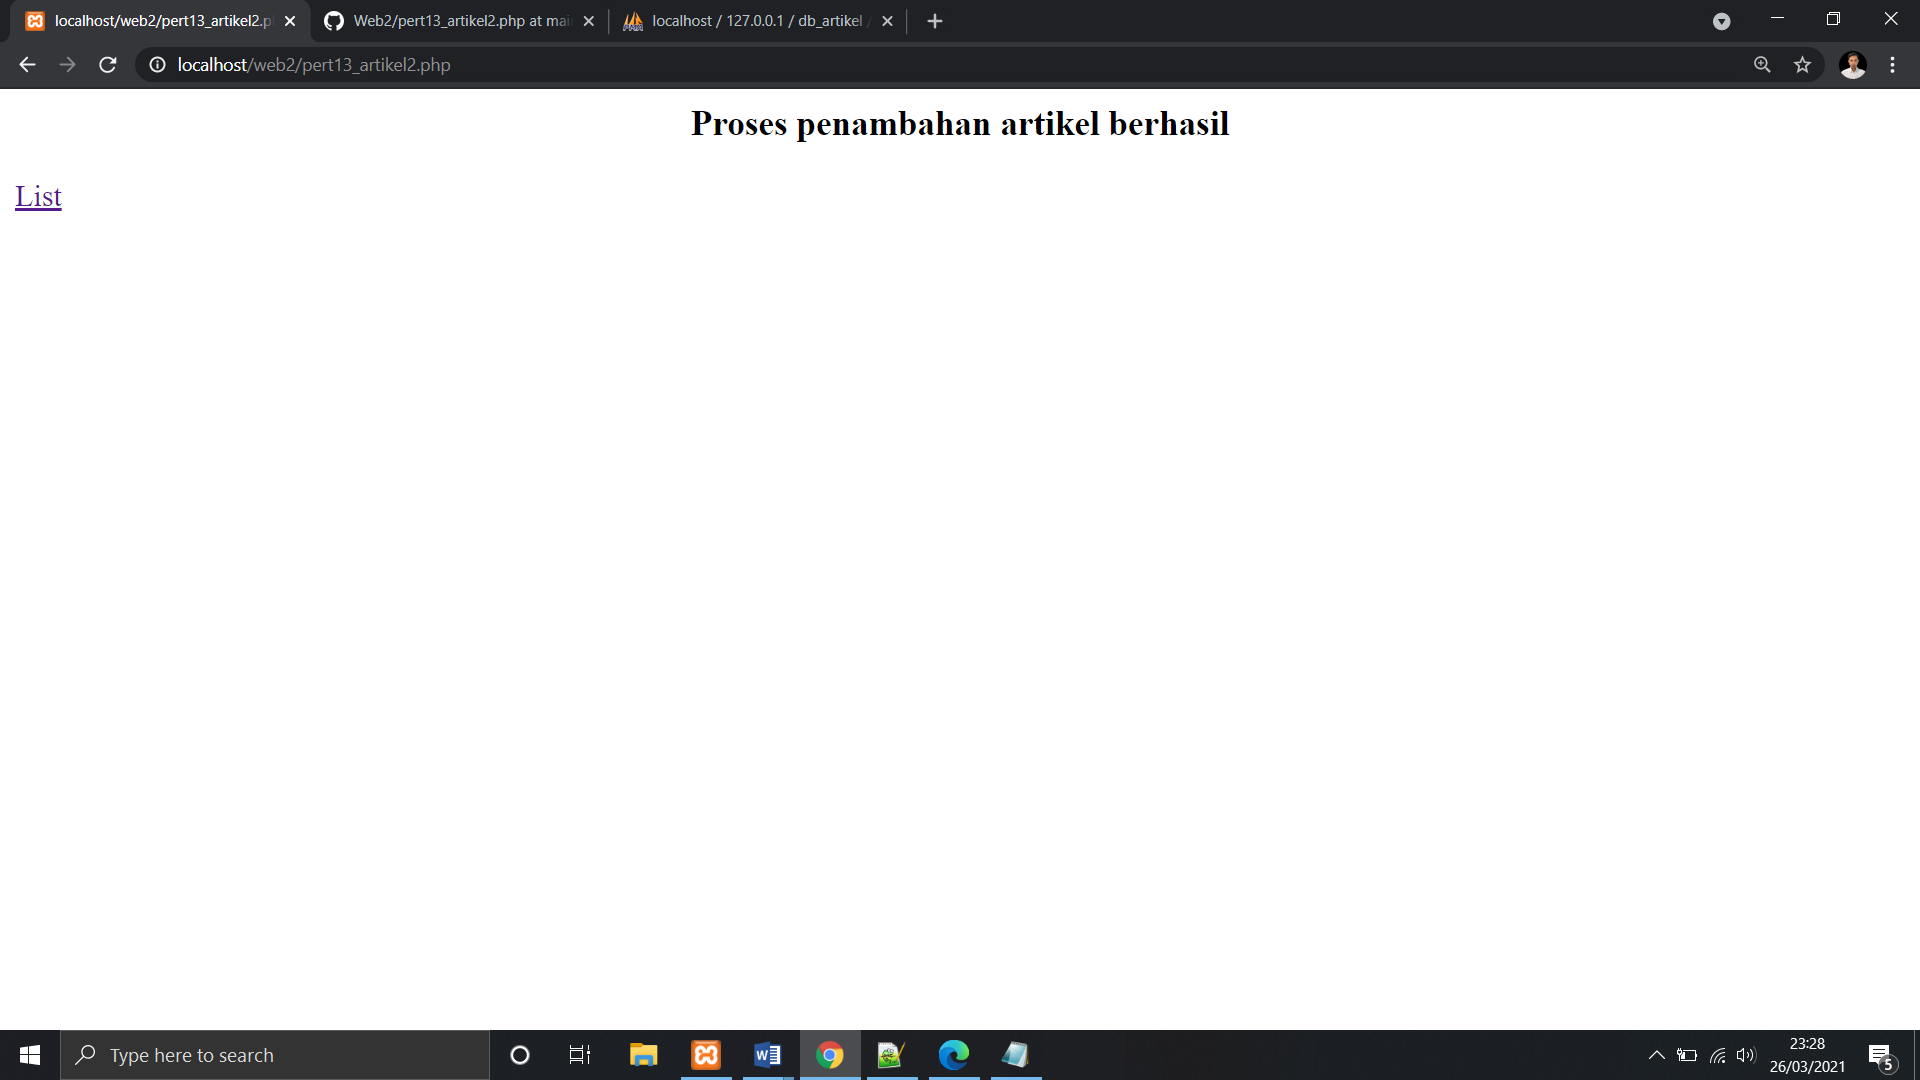 localhost/web2/pert13_artikel2.p
Web2/pert13_artikel2.php at mai
localhost / 127.0.0.1 / db_artikel /
localhost/web2/pert13_artikel2.php
Proses penambahan artikel berhasil
List
Type here to search
23:28
26/03/2021
5